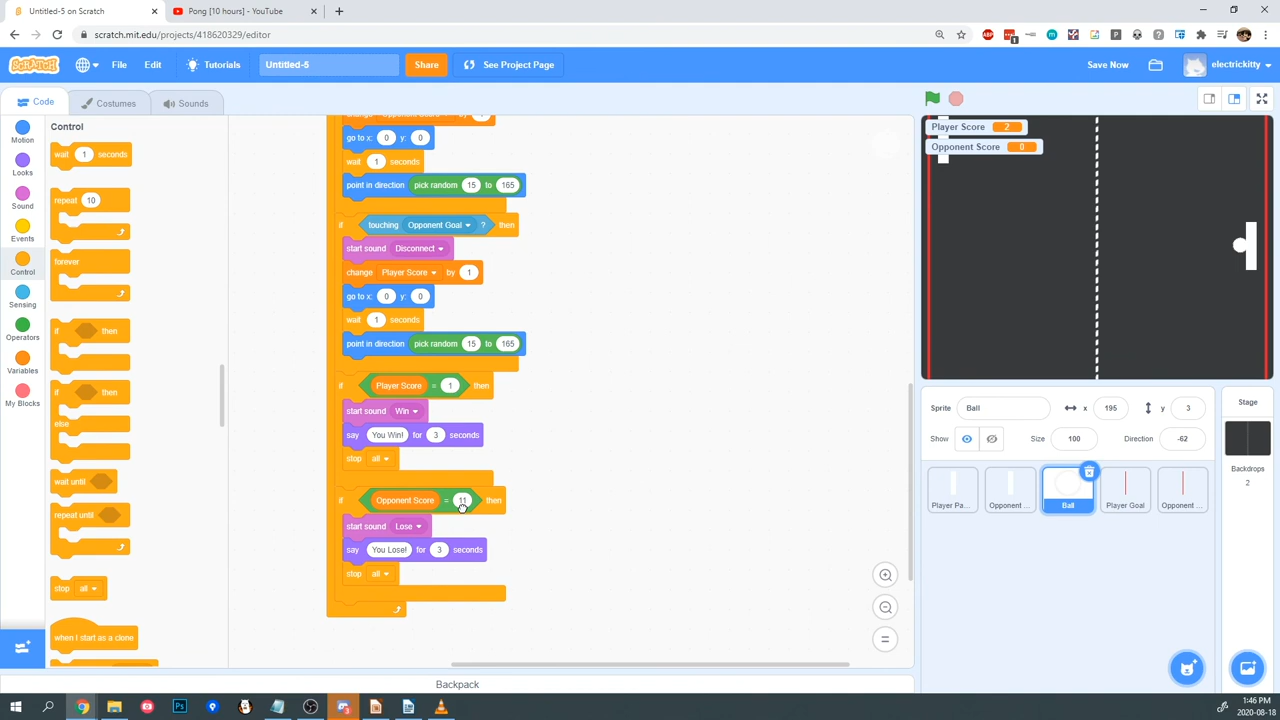 Untitled-5 on Scratch
Pong [10 hours] - YouTube
scratch.mit.edu/projects/418620329/editor
SCRATCH
File
Edit
Tutorials
Untitled-5
Share
See Project Page
Save Now
electrickitty
Code
Costumes
Sounds
Motion
Looks
Sound
Events
Control
Sensing
Operators
Variables
My Blocks
Control
wait 1 seconds
repeat 10
forever
if then
if then
else
wait until
repeat until
stop all
when I start as a clone
go to x: 0 y: 0
wait 1 seconds
point in direction pick random 15 to 165
if touching Opponent Goal ? then
start sound Disconnect
change Player Score by 1
go to x: 0 y: 0
wait 1 seconds
point in direction pick random 15 to 165
if Player Score = 1 then
start sound Win
say You Win! for 3 seconds
stop all
if Opponent Score = 11 then
start sound Lose
say You Lose! for 3 seconds
stop all
Backpack
Player Score 2
Opponent Score 0
Sprite Ball x 195 y 3
Show Size 100 Direction -62
Player Pa...
Opponent ...
Ball
Player Goal
Opponent ...
Stage
Backdrops
2
1:46 PM
2020-08-18